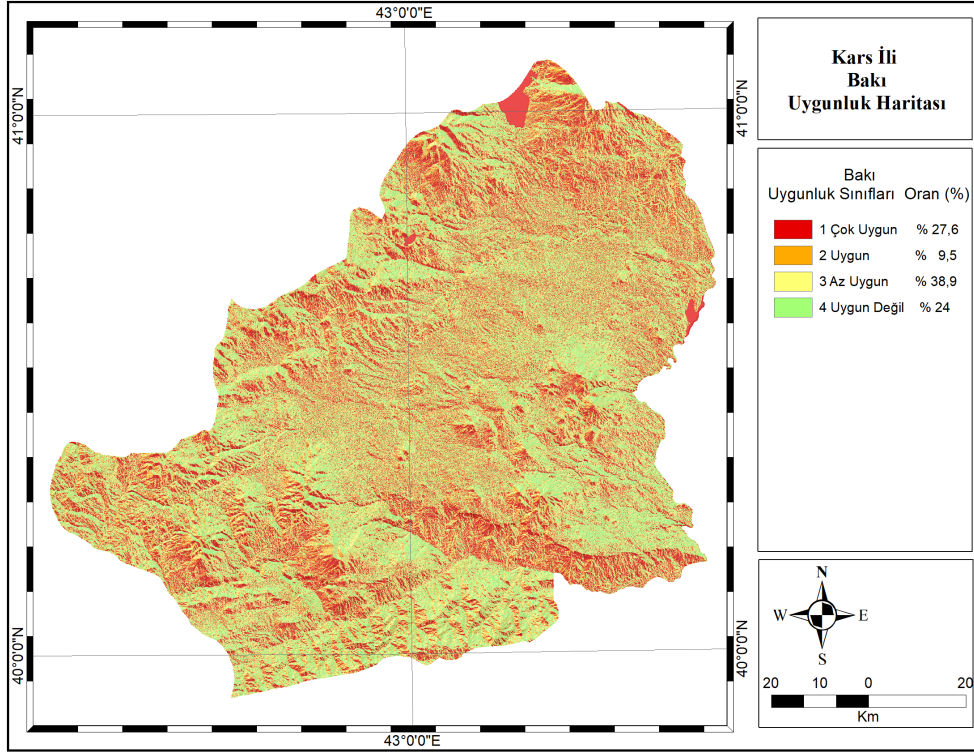 43°0'0"E
41°0'0"N
41°0'0"N
40°0'0"N
40°0'0"N
43°0'0"E
Kars İli
Bakı
Uygunluk Haritası
Bakı
Uygunluk Sınıfları Oran (%)
1 Çok Uygun % 27,6
2 Uygun % 9,5
3 Az Uygun % 38,9
4 Uygun Değil % 24
N
W E
S
20 10 0 20
Km